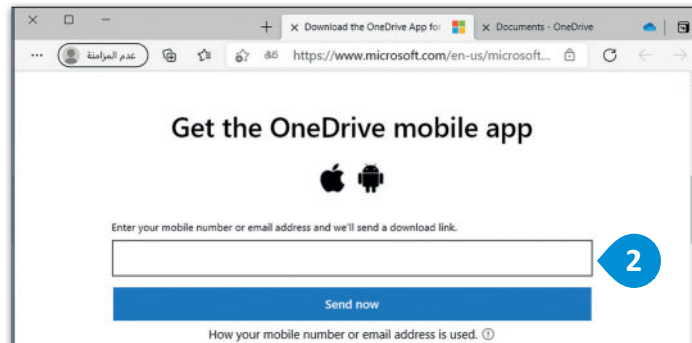 Download the OneDrive App for
Documents - OneDrive
عدم المزامنة
https://www.microsoft.com/en-us/microsoft...
Get the OneDrive mobile app
Enter your mobile number or email address and we'll send a download link.
2
Send now
How your mobile number or email address is used.